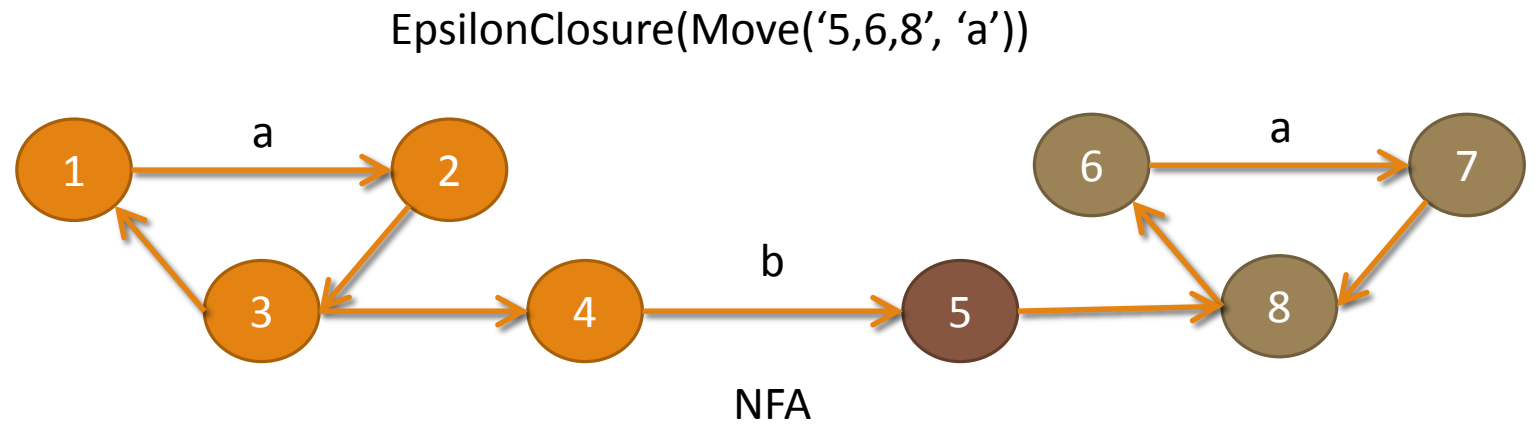 EpsilonClosure(Move(‘5,6,8’, ‘a’))
a
a
1
2
6
7
b
3
4
5
8
NFA